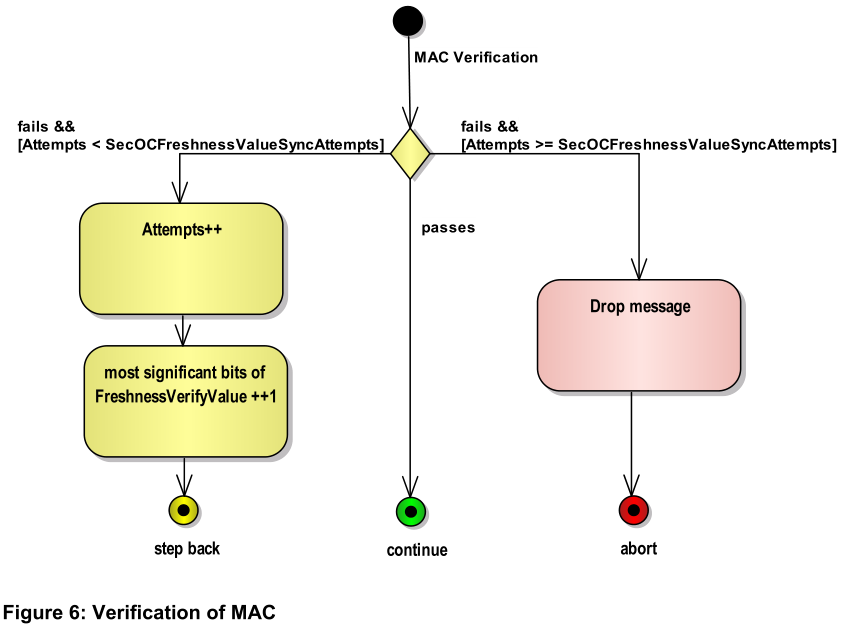 MAC Verification
fails &&
[Attempts < SecOCFreshnessValueSyncAttempts]
fails &&
[Attempts >= SecOCFreshnessValueSyncAttempts]
Attempts++
passes
Drop message
most significant bits of
FreshnessVerifyValue ++1
step back
continue
abort
Figure 6: Verification of MAC